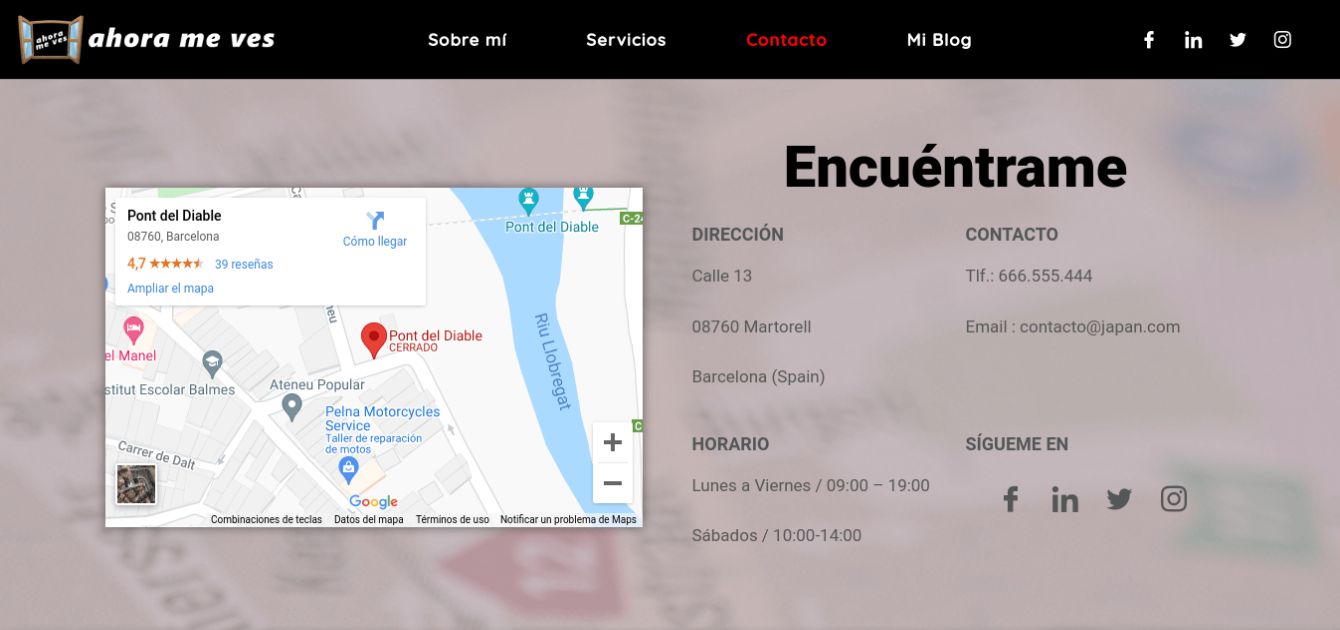 ahora
me ves
ahora me ves
Sobre mí
Servicios
Contacto
Mi Blog
Encuéntrame
Pont del Diable
08760, Barcelona
Cómo llegar
4,7
39 reseñas
Ampliar el mapa
Pont del Diable
C-24
Riu Llobregat
Pont del Diable
CERRADO
el Manel
stitut Escolar Balmes
Ateneu Popular
Pelna Motorcycles
Service
Taller de reparación
de motos
Carrer de Dalt
Google
Combinaciones de teclas
Datos del mapa
Términos de uso
Notificar un problema de Maps
DIRECCIÓN
Calle 13
08760 Martorell
Barcelona (Spain)
CONTACTO
Tlf.: 666.555.444
Email : contacto@japan.com
HORARIO
Lunes a Viernes / 09:00 – 19:00
Sábados / 10:00-14:00
SÍGUEME EN
12